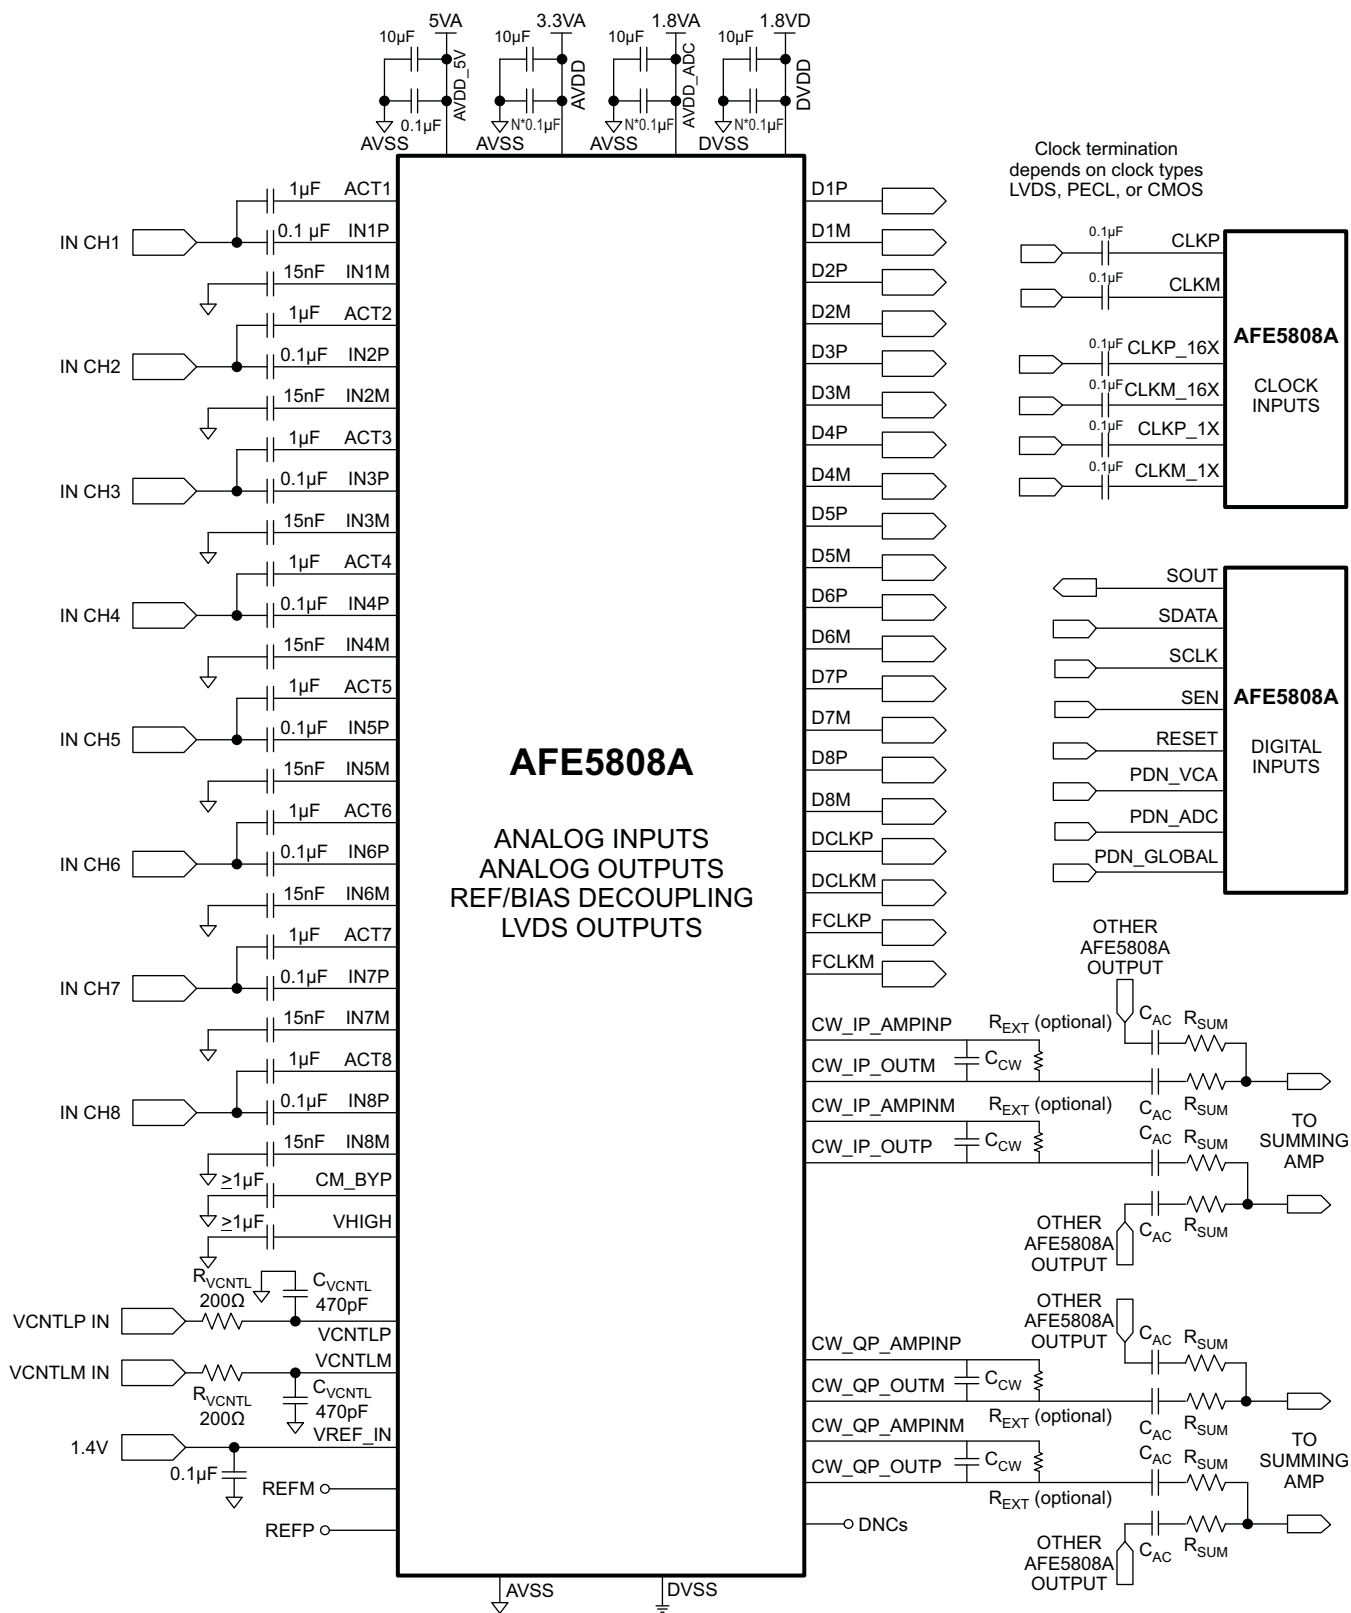 5VA
3.3VA
1.8VA
1.8VD
10µF
10µF
10µF
10µF
AVDD_5V
AVDD
AVDD_ADC
DVDD
0.1µF
N*0.1µF
N*0.1µF
N*0.1µF
AVSS
AVSS
AVSS
DVSS
IN CH1
1µF
ACT1
0.1 µF
IN1P
15nF
IN1M
IN CH2
1µF
ACT2
0.1µF
IN2P
15nF
IN2M
IN CH3
1µF
ACT3
0.1µF
IN3P
15nF
IN3M
IN CH4
1µF
ACT4
0.1µF
IN4P
15nF
IN4M
IN CH5
1µF
ACT5
0.1µF
IN5P
15nF
IN5M
IN CH6
1µF
ACT6
0.1µF
IN6P
15nF
IN6M
IN CH7
1µF
ACT7
0.1µF
IN7P
15nF
IN7M
IN CH8
1µF
ACT8
0.1µF
IN8P
15nF
IN8M
≥1µF
CM_BYP
≥1µF
VHIGH
RVCNTL
200Ω
CVCNTL
470pF
VCNTLP IN
VCNTLP
VCNTLM IN
VCNTLM
RVCNTL
200Ω
CVCNTL
470pF
1.4V
VREF_IN
0.1µF
REFM
REFP
AFE5808A
ANALOG INPUTS
ANALOG OUTPUTS
REF/BIAS DECOUPLING
LVDS OUTPUTS
AVSS
DVSS
D1P
D1M
D2P
D2M
D3P
D3M
D4P
D4M
D5P
D5M
D6P
D6M
D7P
D7M
D8P
D8M
DCLKP
DCLKM
FCLKP
FCLKM
CW_IP_AMPINP
REXT (optional)
CCW
CW_IP_OUTM
CW_IP_AMPINM
REXT (optional)
CCW
CW_IP_OUTP
OTHER
AFE5808A
OUTPUT
CAC
RSUM
CAC
RSUM
CAC
RSUM
CAC
RSUM
OTHER
AFE5808A
OUTPUT
TO
SUMMING
AMP
CW_QP_AMPINP
CCW
CW_QP_OUTM
REXT (optional)
CW_QP_AMPINM
CCW
CW_QP_OUTP
REXT (optional)
OTHER
AFE5808A
OUTPUT
CAC
RSUM
CAC
RSUM
CAC
RSUM
CAC
RSUM
OTHER
AFE5808A
OUTPUT
TO
SUMMING
AMP
DNCs
Clock termination
depends on clock types
LVDS, PECL, or CMOS
0.1µF
CLKP
0.1µF
CLKM
0.1µF
CLKP_16X
0.1µF
CLKM_16X
0.1µF
CLKP_1X
0.1µF
CLKM_1X
AFE5808A
CLOCK
INPUTS
SOUT
SDATA
SCLK
SEN
RESET
PDN_VCA
PDN_ADC
PDN_GLOBAL
AFE5808A
DIGITAL
INPUTS